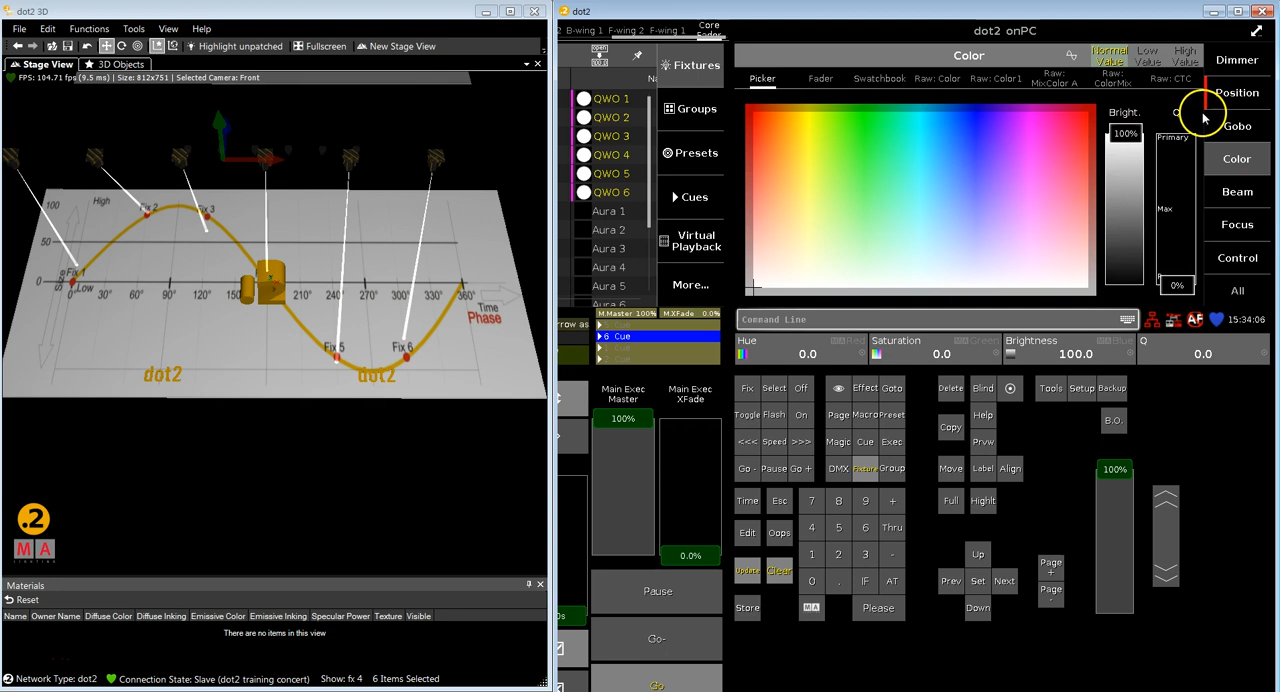 dot2 3D
File Edit Functions Tools View Help
Highlight unpatched Fullscreen New Stage View
Stage View 3D Objects
FPS: 104.71 fps (9.5 ms) | Size: 812x751 | Selected Camera: Front
100 High Fix 2 Fix 3
50
Fix 1
0 Low 0° 30° 60° 90° 120° 150 240° 270° 300° 330° 360° Time
Phase
Fix 5 Fix 6
dot2 dot2
.2
MA
Materials
Reset
Name Owner Name Diffuse Color Diffuse Inking Emissive Color Emissive Inking Specular Power Texture Visible
There are no items in this view
Network Type: dot2 Connection State: Slave (dot2 training concert) Show: fx 4 6 Items Selected
dot2
2 B-wing 1 F-wing 2 F-wing 1 Core Fader
dot2 onPC
open
Na
QWO 1
QWO 2
QWO 3
QWO 4
QWO 5
QWO 6
Aura 1
Aura 2
Aura 3
Aura 4
Aura 5
Aura 6
Fixtures
Groups
Presets
Cues
Virtual Playback
More...
Color
Normal Value Low Value High Value
Picker Fader Swatchbook Raw: Color Raw: Color1 Raw: MixColor A Raw: ColorMix Raw: CTC
Bright. Q
100%
Primary
Max
0%
Dimmer
Position
Gobo
Color
Beam
Focus
Control
All
M.Master 100% M.XFade 0.0%
row as
6 Cue
Command Line
AF 15:34:06
Hue Red Saturation Green Brightness Blue Q
0.0 0.0 100.0 0.0
Main Exec Master Main Exec XFade
100%
0.0%
Pause
Go-
Go
Fix Select Off Effect Goto Delete Blind Tools Setup Backup
Toggle Flash On Page Macro Preset Copy Help B.O.
<<< Speed >>> Magic Cue Exec Prvw
Go - Pause Go + DMX Fixture Group Move Label Align 100%
Time Esc 7 8 9 + Full Highlt
Edit Oops 4 5 6 Thru
Update Clear 1 2 3 - Up
0 . IF AT Prev Set Next Page + Page -
Store MA Please Down